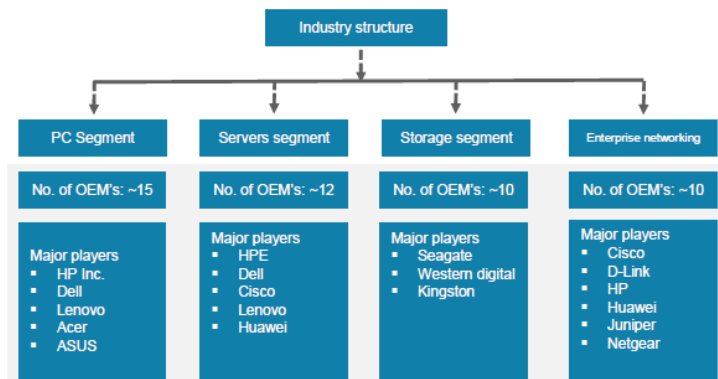 Industry structure
PC Segment
Servers segment
Storage segment
Enterprise networking
No. of OEM's: ~15
No. of OEM's: ~12
No. of OEM's: ~10
No. of OEM's: ~10
Major players
▪ HP Inc.
▪ Dell
▪ Lenovo
▪ Acer
▪ ASUS
Major players
▪ HPE
▪ Dell
▪ Cisco
▪ Lenovo
▪ Huawei
Major players
▪ Seagate
▪ Western digital
▪ Kingston
Major players
▪ Cisco
▪ D-Link
▪ HP
▪ Huawei
▪ Juniper
▪ Netgear